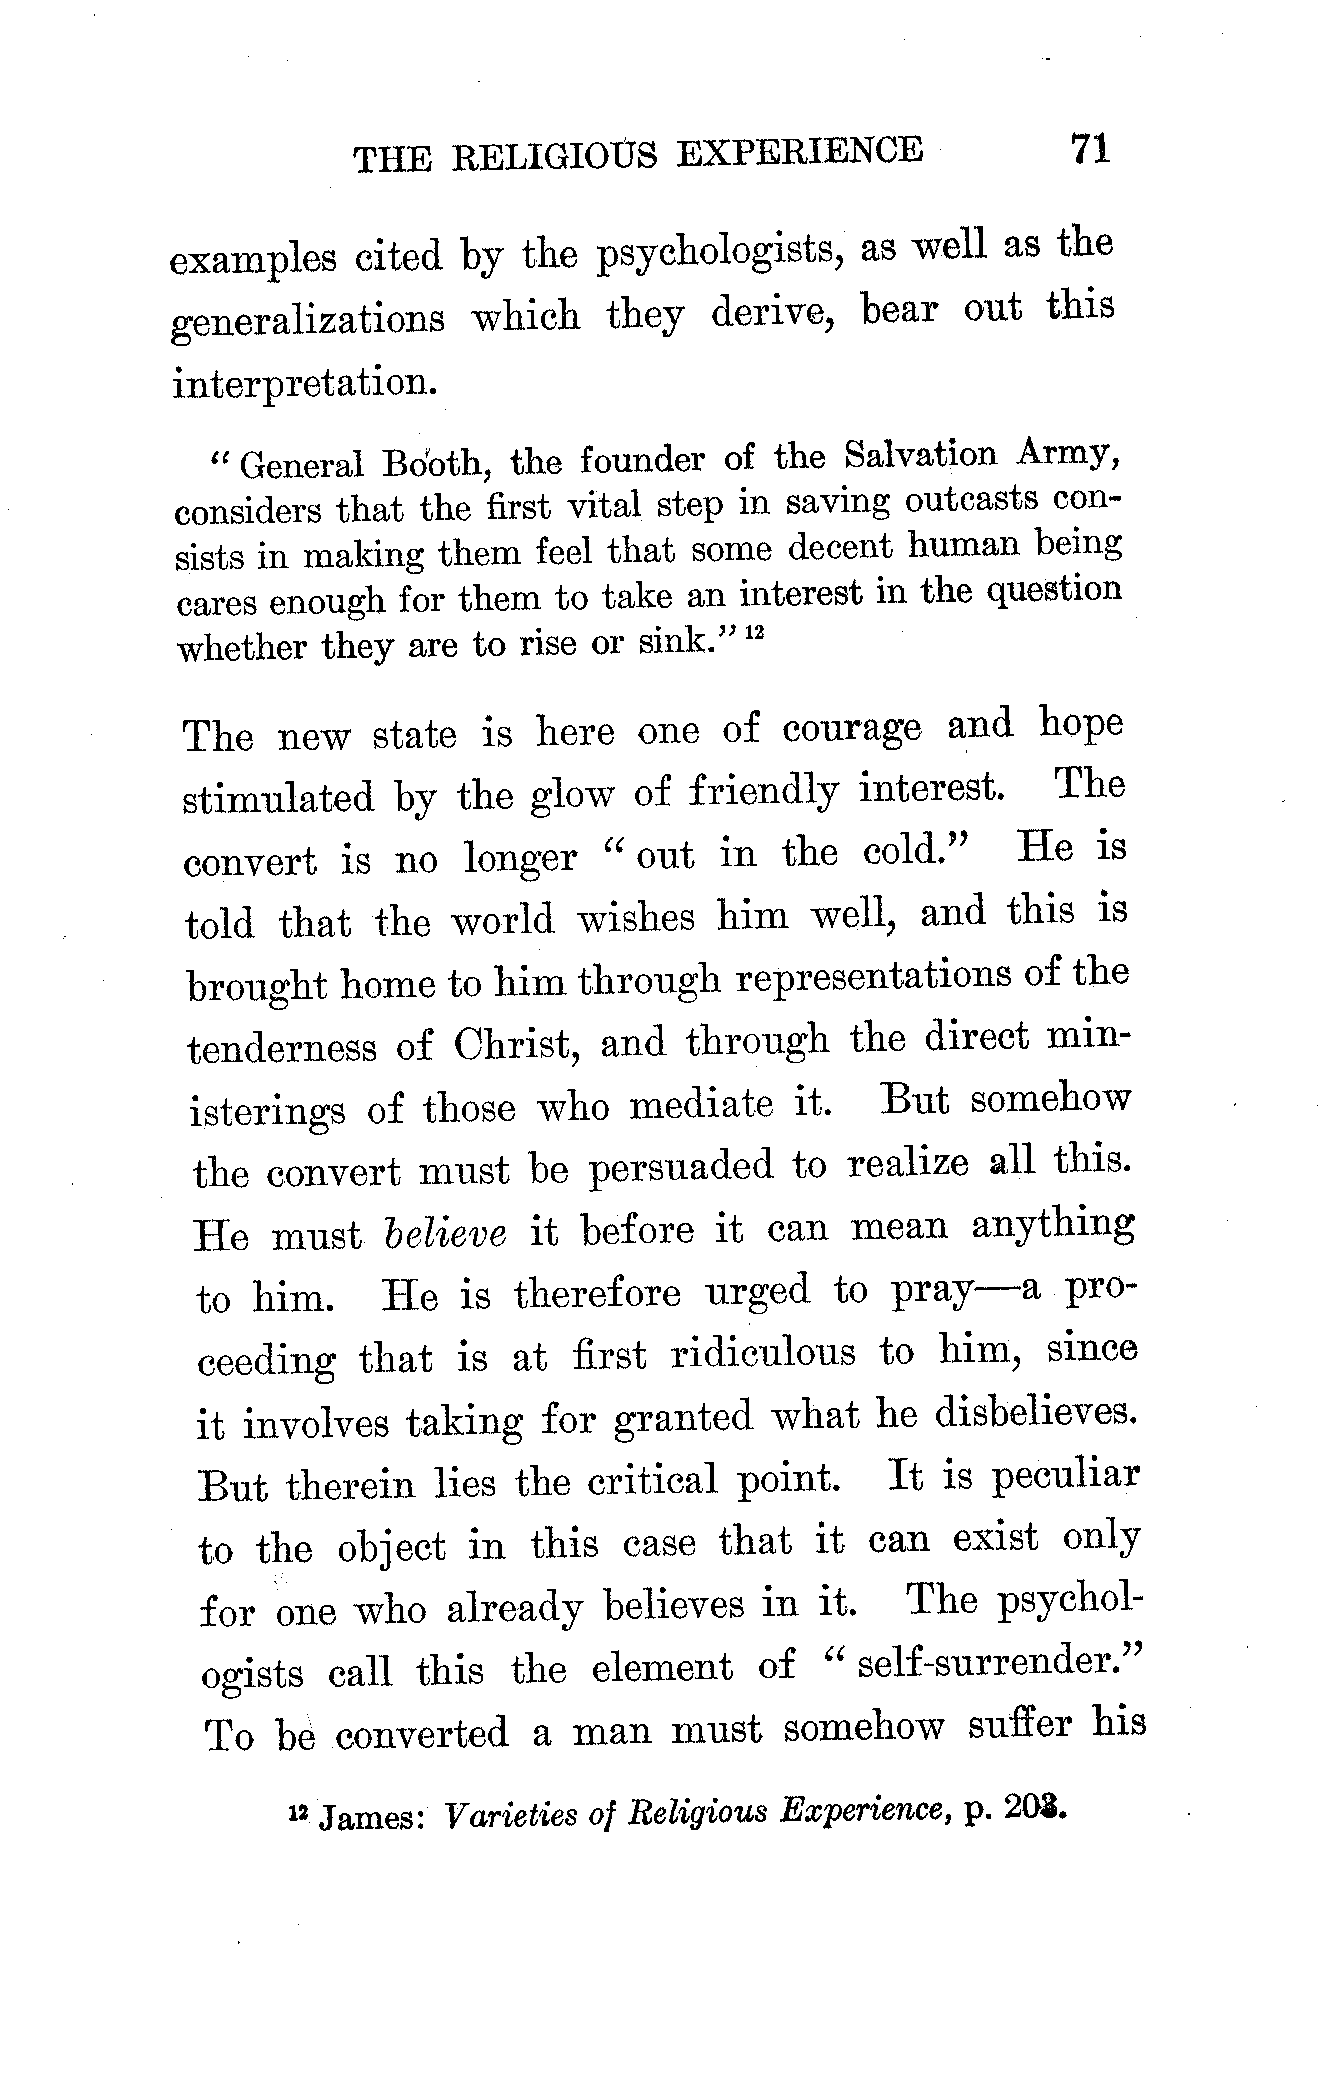 THE RELIGIOUS EXPERIENCE 71
examples cited by the psychologists, as well as the
generalizations which they derive, bear out this
interpretation.
“ General Booth, the founder of the Salvation Army,
considers that the first vital step in saving outcasts con-
sists in making them feel that some decent human being
cares enough for them to take an interest in the question
whether they are to rise or sink.” 12
The new state is here one of courage and hope
stimulated by the glow of friendly interest. The
convert is no longer “ out in the cold.” He is
told that the world wishes him well, and this is
brought home to him through representations of the
tenderness of Christ, and through the direct min-
isterings of those who mediate it. But somehow
the convert must be persuaded to realize all this.
He must believe it before it can mean anything
to him. He is therefore urged to pray—a pro-
ceeding that is at first ridiculous to him, since
it involves taking for granted what he disbelieves.
But therein lies the critical point. It is peculiar
to the object in this case that it can exist only
for one who already believes in it. The psychol-
ogists call this the element of “ self-surrender.”
To be converted a man must somehow suffer his
12 James: Varieties of Religious Experience, p. 203.